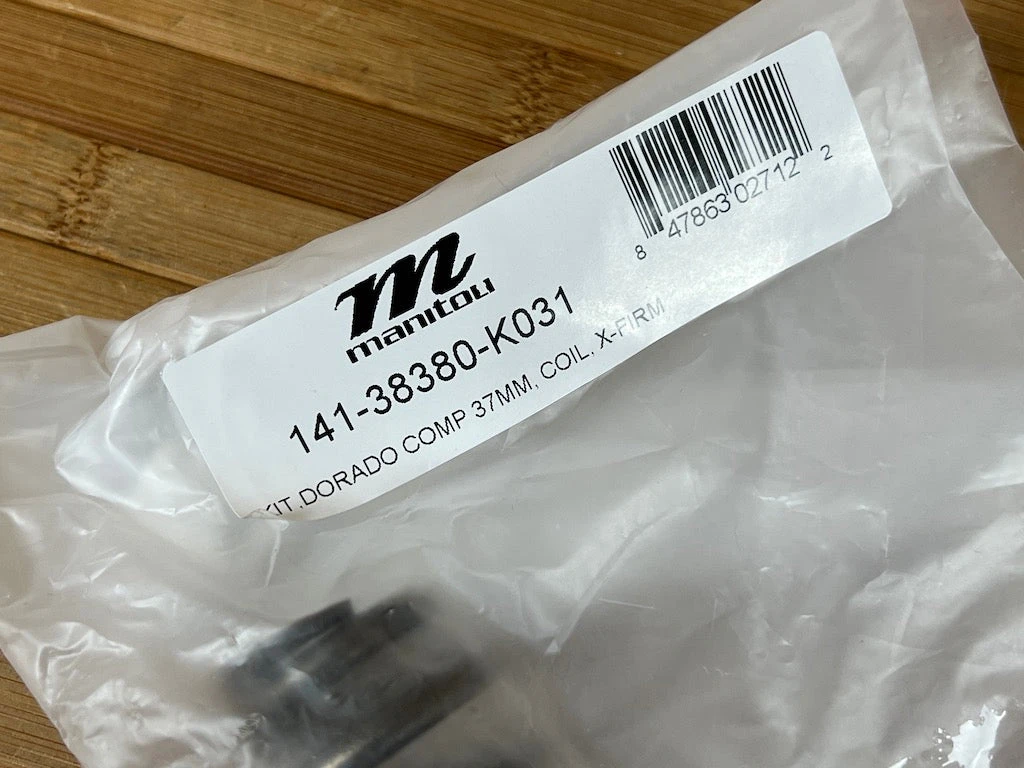 m
manitou
141-38380-K031
KIT,DORADO COMP 37MM, COIL, X-FIRM
8 47863 02712 2